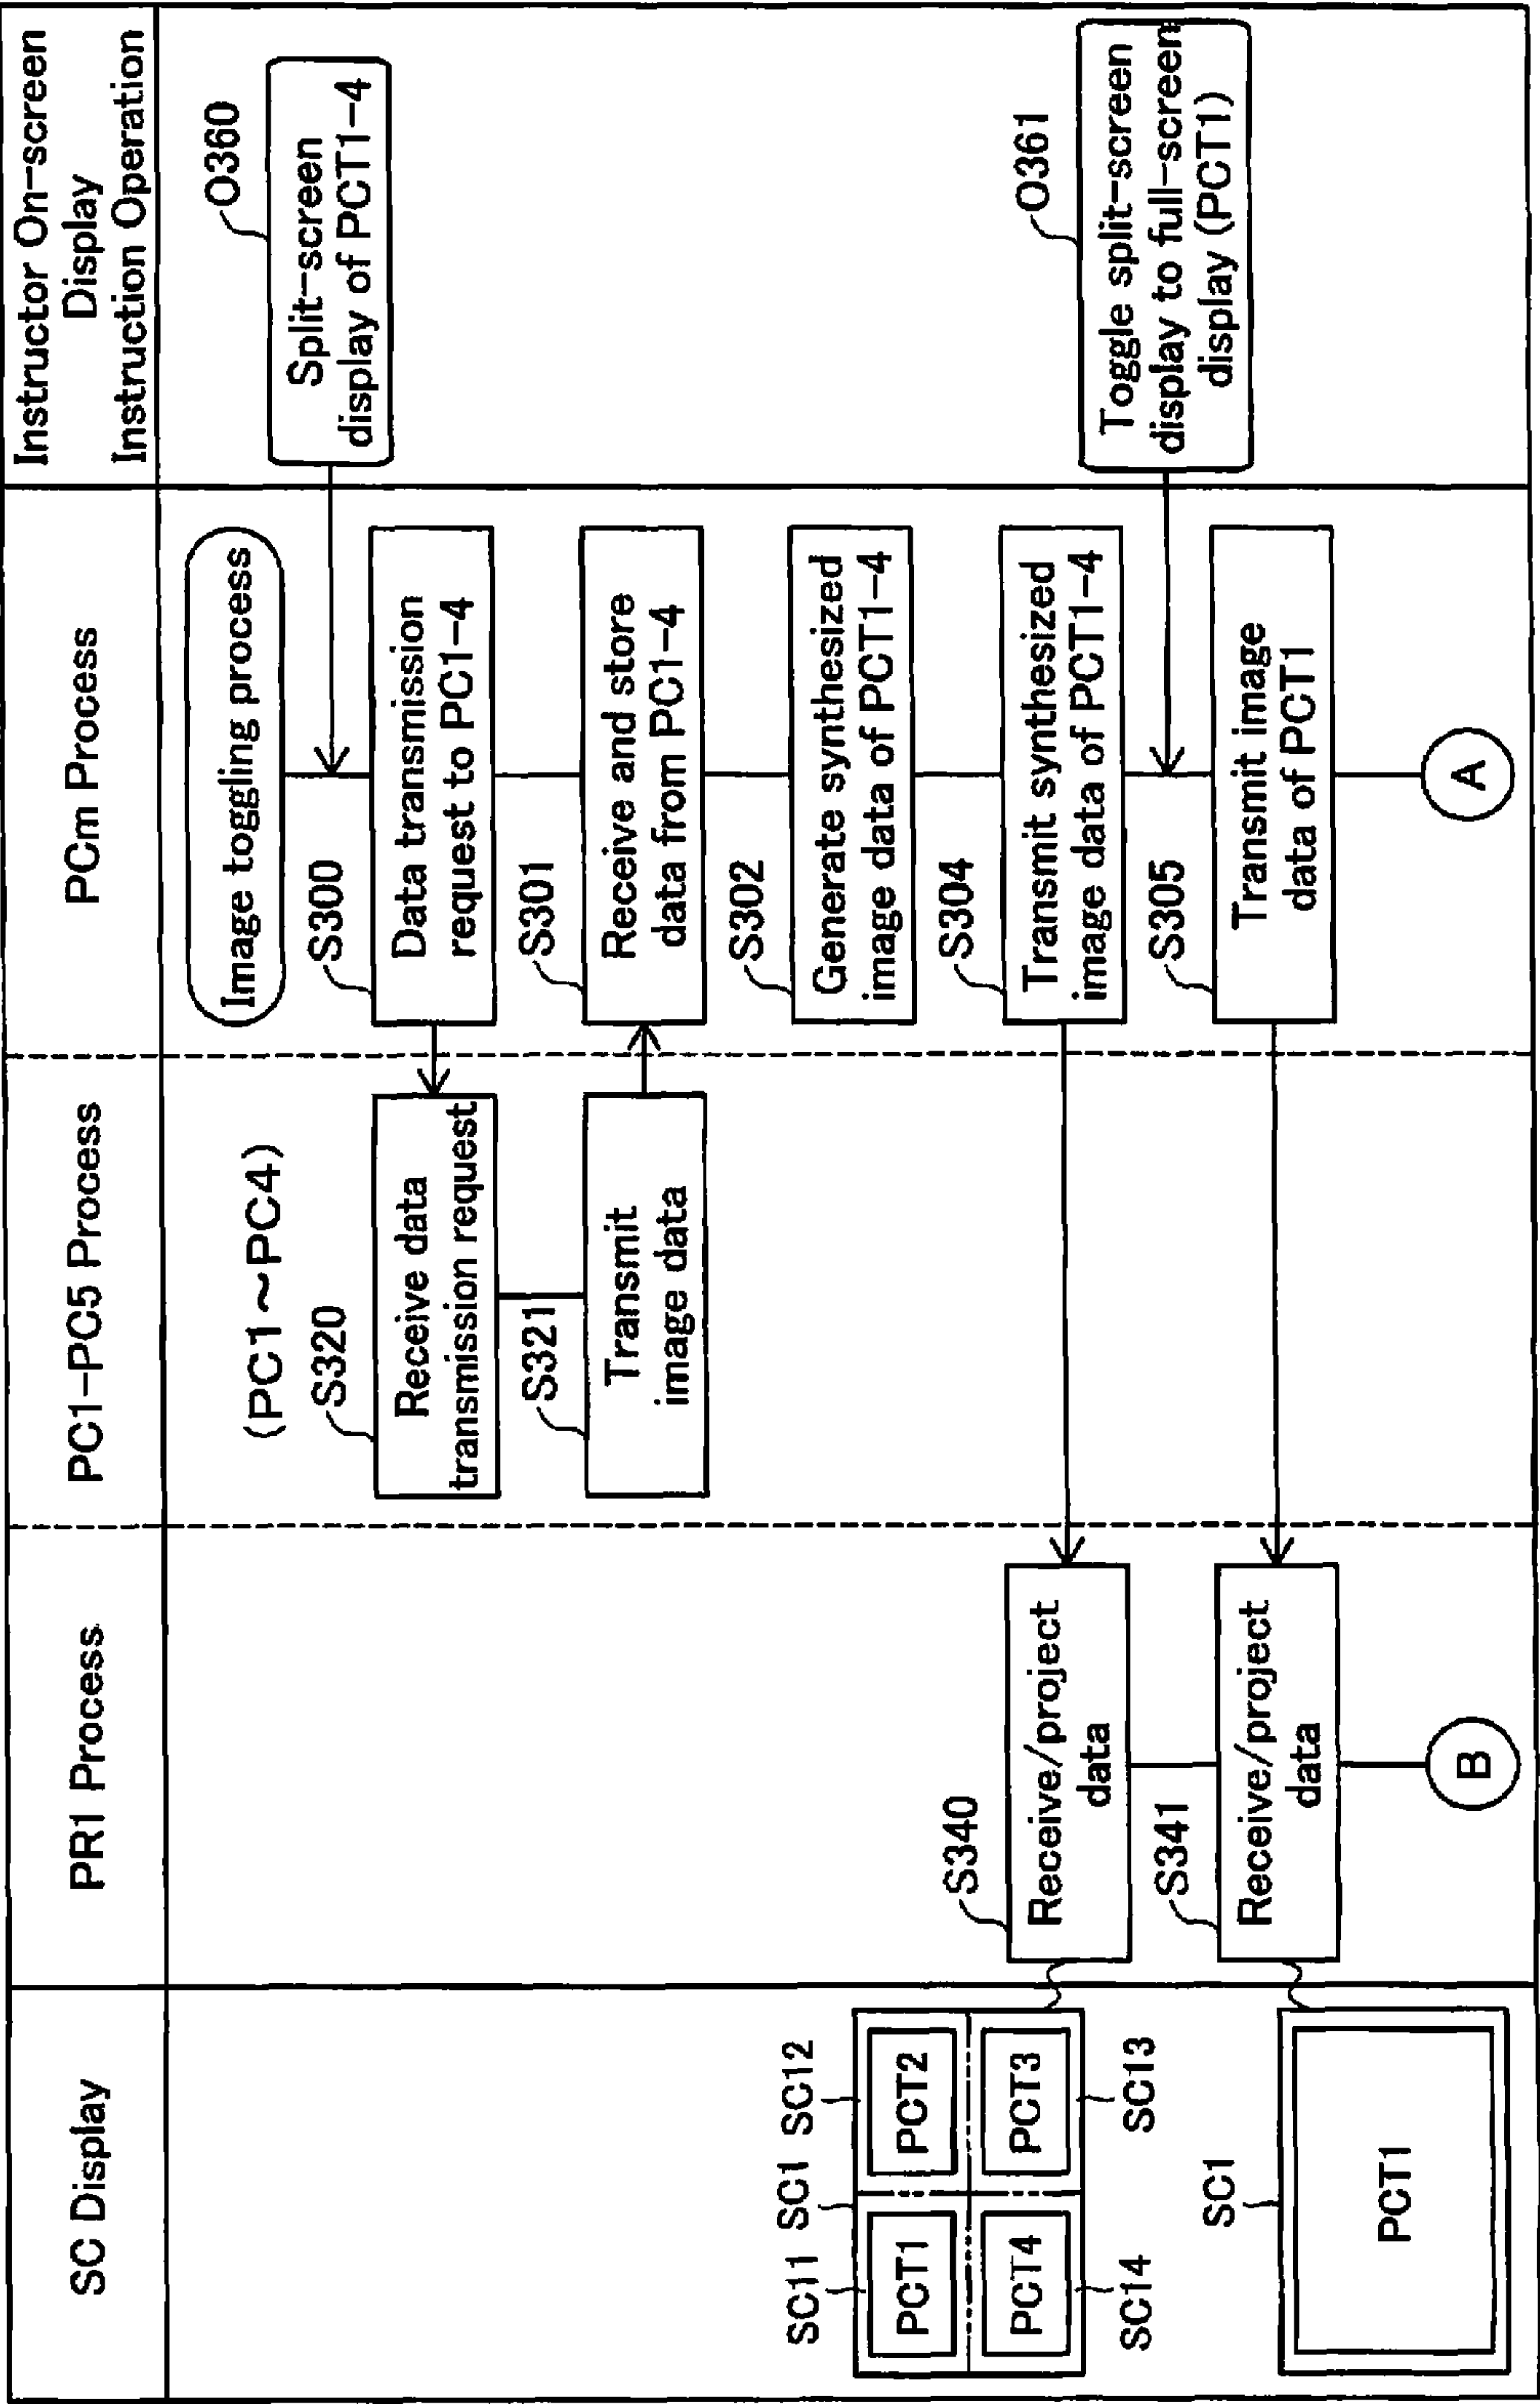 SC Display
PR1 Process
PC1-PC5 Process
PCm Process
Instructor On-screen
Display
Instruction Operation
Image toggling process
O360
Split-screen
display of PCT1-4
(PC1~PC4)
S300
Data transmission
request to PC1-4
S320
Receive data
transmission request
S301
Receive and store
data from PC1-4
S321
Transmit
image data
S302
Generate synthesized
image data of PCT1-4
S304
Transmit synthesized
image data of PCT1-4
S340
Receive/project
data
SC11
SC1
SC12
PCT1
PCT2
PCT4
PCT3
SC14
SC13
O361
Toggle split-screen
display to full-screen
display (PCT1)
S305
Transmit image
data of PCT1
S341
Receive/project
data
SC1
PCT1
B
A